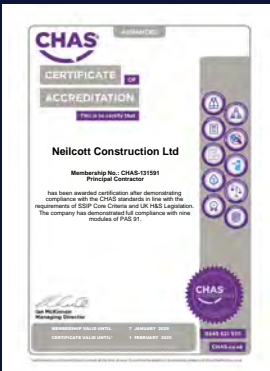 ADVANCED
CHAS
CERTIFICATE OF
ACCREDITATION
This is to certify that
Neilcott Construction Ltd
Membership No.: CHAS-131591
Principal Contractor
has been awarded certification after demonstrating
compliance with the CHAS standards in line with the
requirements of SSIP Core Criteria and UK H&S Legislation.
The company has demonstrated full compliance with nine
modules of PAS 91.
CHAS
Ian McKinnon
Managing Director
MEMBERSHIP VALID UNTIL:
CERTIFICATE VALID UNTIL:
CHAS.co.uk